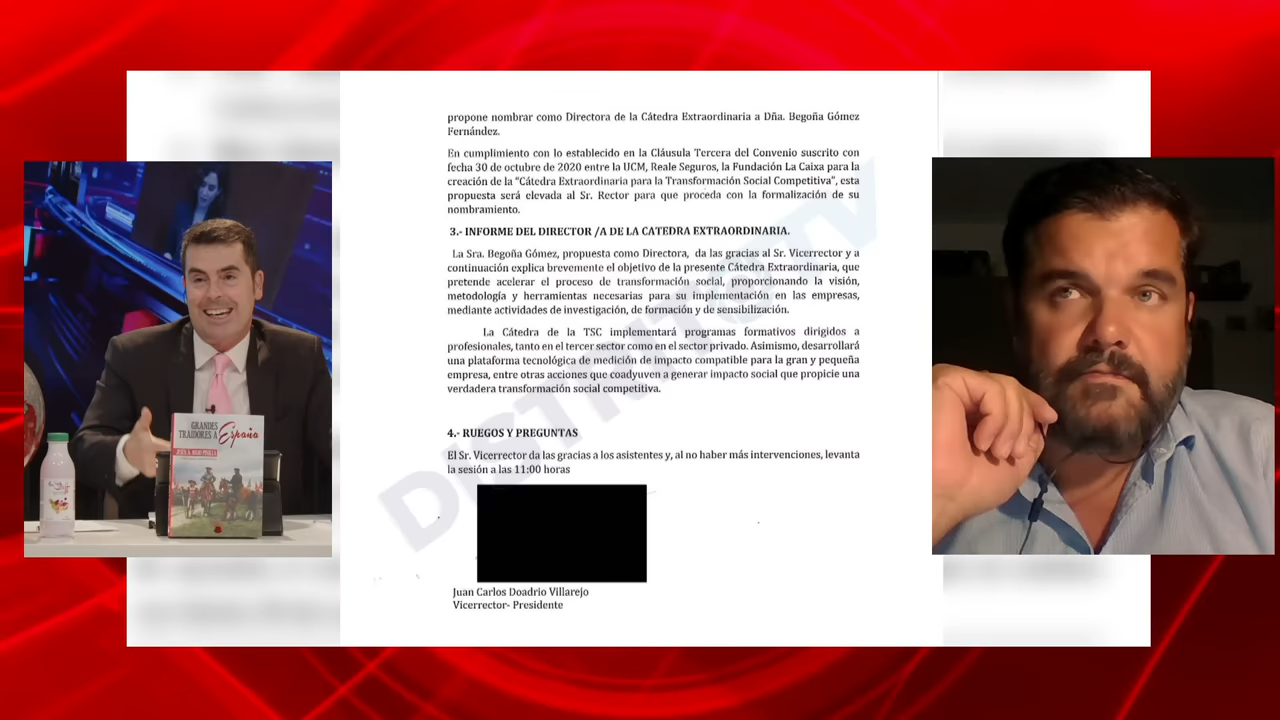 propone nombrar como Directora de la Cátedra Extraordinaria a Dña. Begoña Gómez
Fernández.
En cumplimiento con lo establecido en la Cláusula Tercera del Convenio suscrito con
fecha 30 de octubre de 2020 entre la UCM, Reale Seguros, la Fundación La Caixa para la
creación de la “Cátedra Extraordinaria para la Transformación Social Competitiva”, esta
propuesta será elevada al Sr. Rector para que proceda con la formalización de su
nombramiento.
3.- INFORME DEL DIRECTOR /A DE LA CATEDRA EXTRAORDINARIA.
La Sra. Begoña Gómez, propuesta como Directora, da las gracias al Sr. Vicerrector y a
continuación explica brevemente el objetivo de la presente Cátedra Extraordinaria, que
pretende acelerar el proceso de transformación social, proporcionando la visión,
metodología y herramientas necesarias para su implementación en las empresas,
mediante actividades de investigación, de formación y de sensibilización.
La Cátedra de la TSC implementará programas formativos dirigidos a
profesionales, tanto en el tercer sector como en el sector privado. Asimismo, desarrollará
una plataforma tecnológica de medición de impacto compatible para la gran y pequeña
empresa, entre otras acciones que coadyuven a generar impacto social que propicie una
verdadera transformación social competitiva.
4.- RUEGOS Y PREGUNTAS
El Sr. Vicerrector da las gracias a los asistentes y, al no haber más intervenciones, levanta
la sesión a las 11:00 horas
Juan Carlos Doadrio Villarejo
Vicerrector- Presidente
GRANDES
TRAIDORES A
España